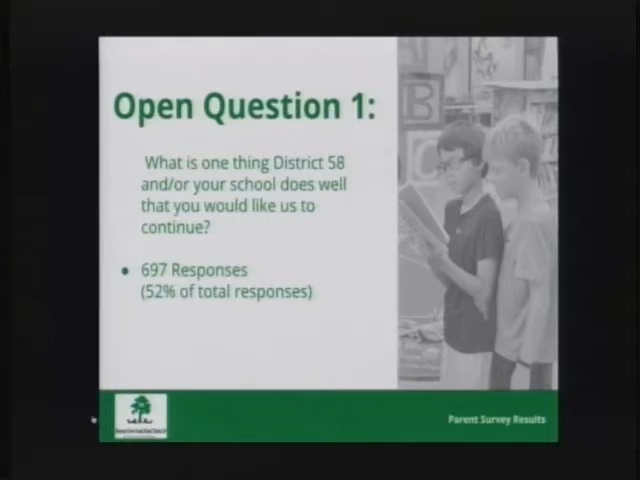 Open Question 1:
What is one thing District 58
and/or your school does well
that you would like us to
continue?
• 697 Responses
(52% of total responses)
B
C
Parent Survey Results